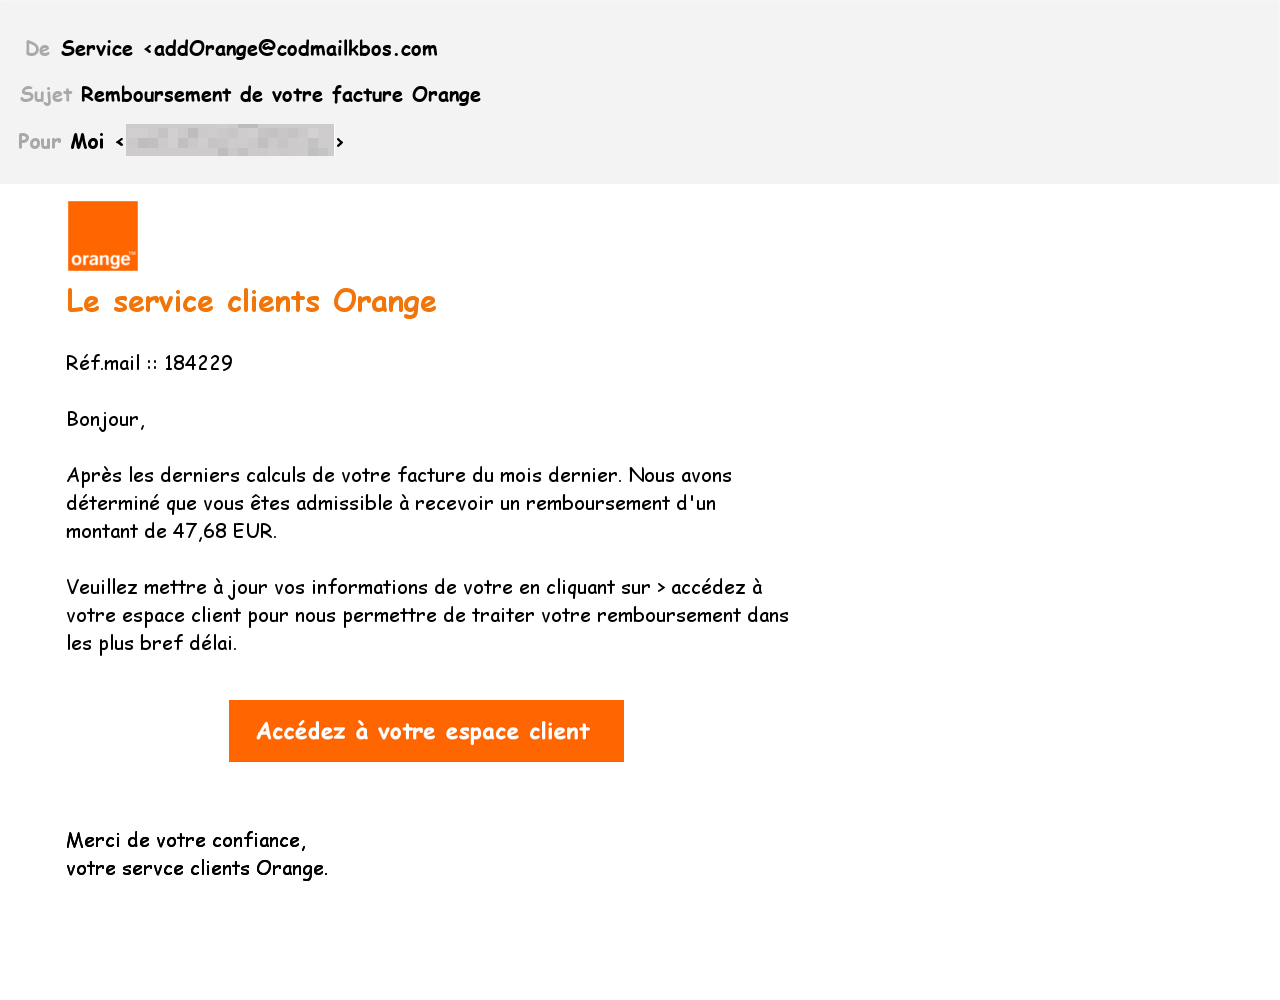 De Service <addOrange@codmailkbos.com
Sujet Remboursement de votre facture Orange
Pour Moi < >
orange™
Le service clients Orange
Réf.mail :: 184229
Bonjour,
Après les derniers calculs de votre facture du mois dernier. Nous avons
déterminé que vous êtes admissible à recevoir un remboursement d'un
montant de 47,68 EUR.
Veuillez mettre à jour vos informations de votre en cliquant sur > accédez à
votre espace client pour nous permettre de traiter votre remboursement dans
les plus bref délai.
Accédez à votre espace client
Merci de votre confiance,
votre servce clients Orange.